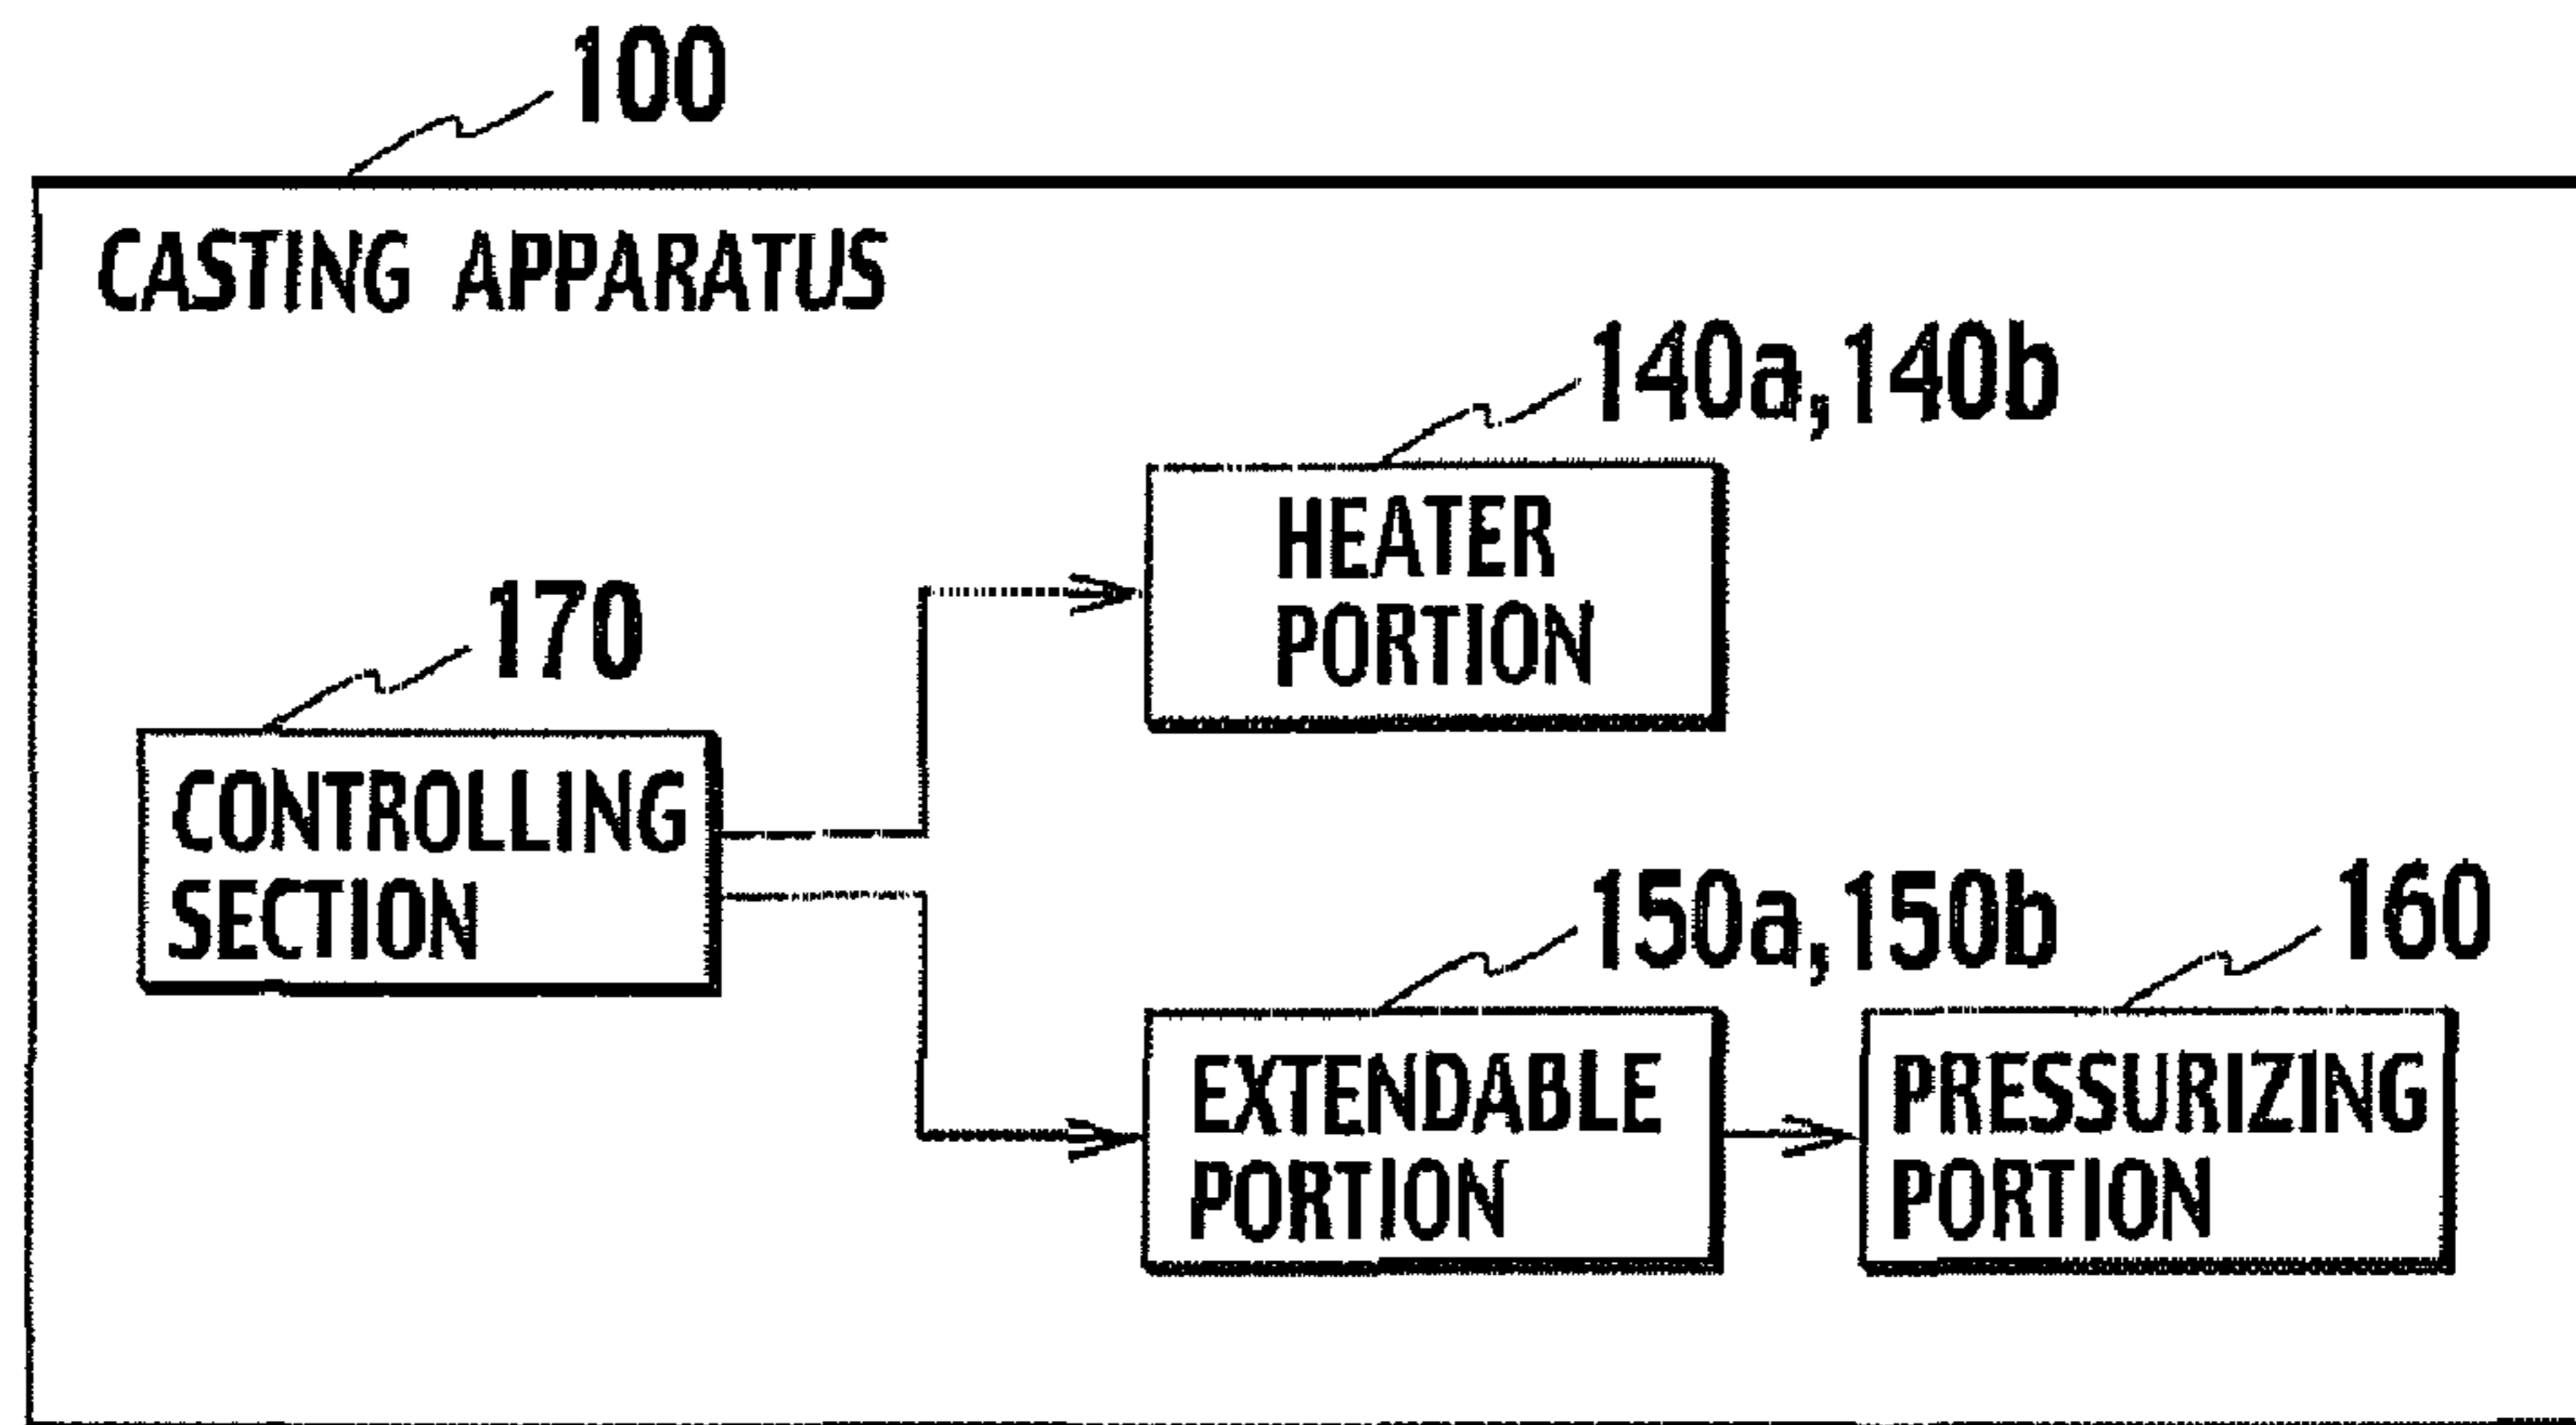 100
CASTING APPARATUS
140a,140b
HEATER
PORTION
170
CONTROLLING
SECTION
150a,150b
EXTENDABLE
PORTION
160
PRESSURIZING
PORTION